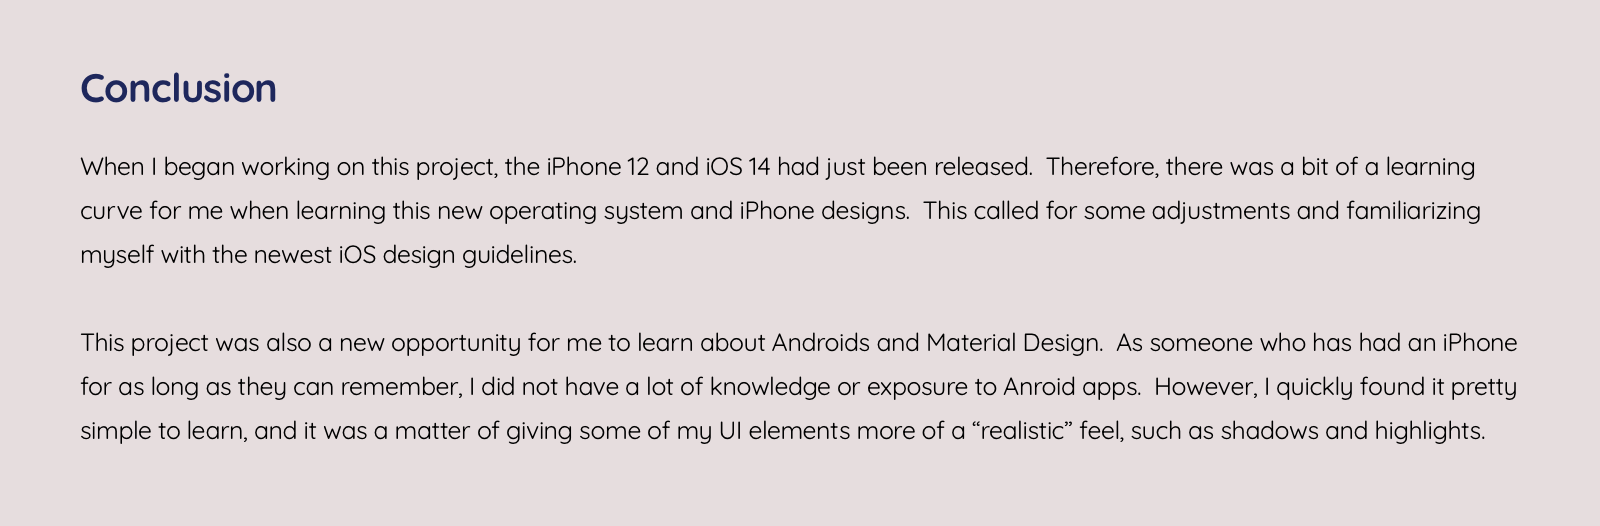 Conclusion
When I began working on this project, the iPhone 12 and iOS 14 had just been released.  Therefore, there was a bit of a learning
curve for me when learning this new operating system and iPhone designs.  This called for some adjustments and familiarizing
myself with the newest iOS design guidelines.
This project was also a new opportunity for me to learn about Androids and Material Design.  As someone who has had an iPhone
for as long as they can remember, I did not have a lot of knowledge or exposure to Anroid apps.  However, I quickly found it pretty
simple to learn, and it was a matter of giving some of my UI elements more of a “realistic” feel, such as shadows and highlights.